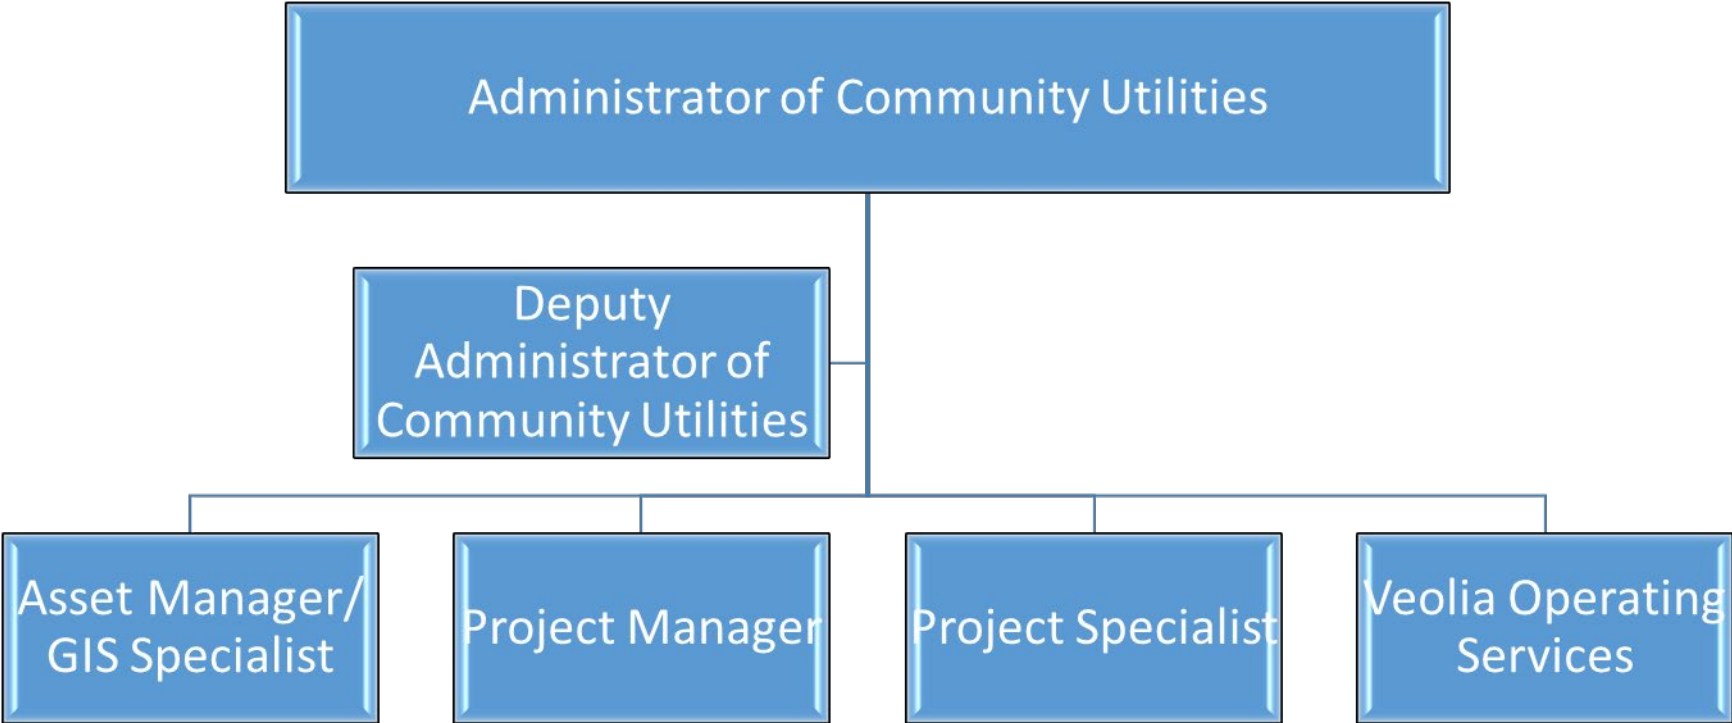 Administrator of Community Utilities
Deputy
Administrator of
Community Utilities
Asset Manager/
GIS Specialist
Project Manager
Project Specialist
Veolia Operating
Services